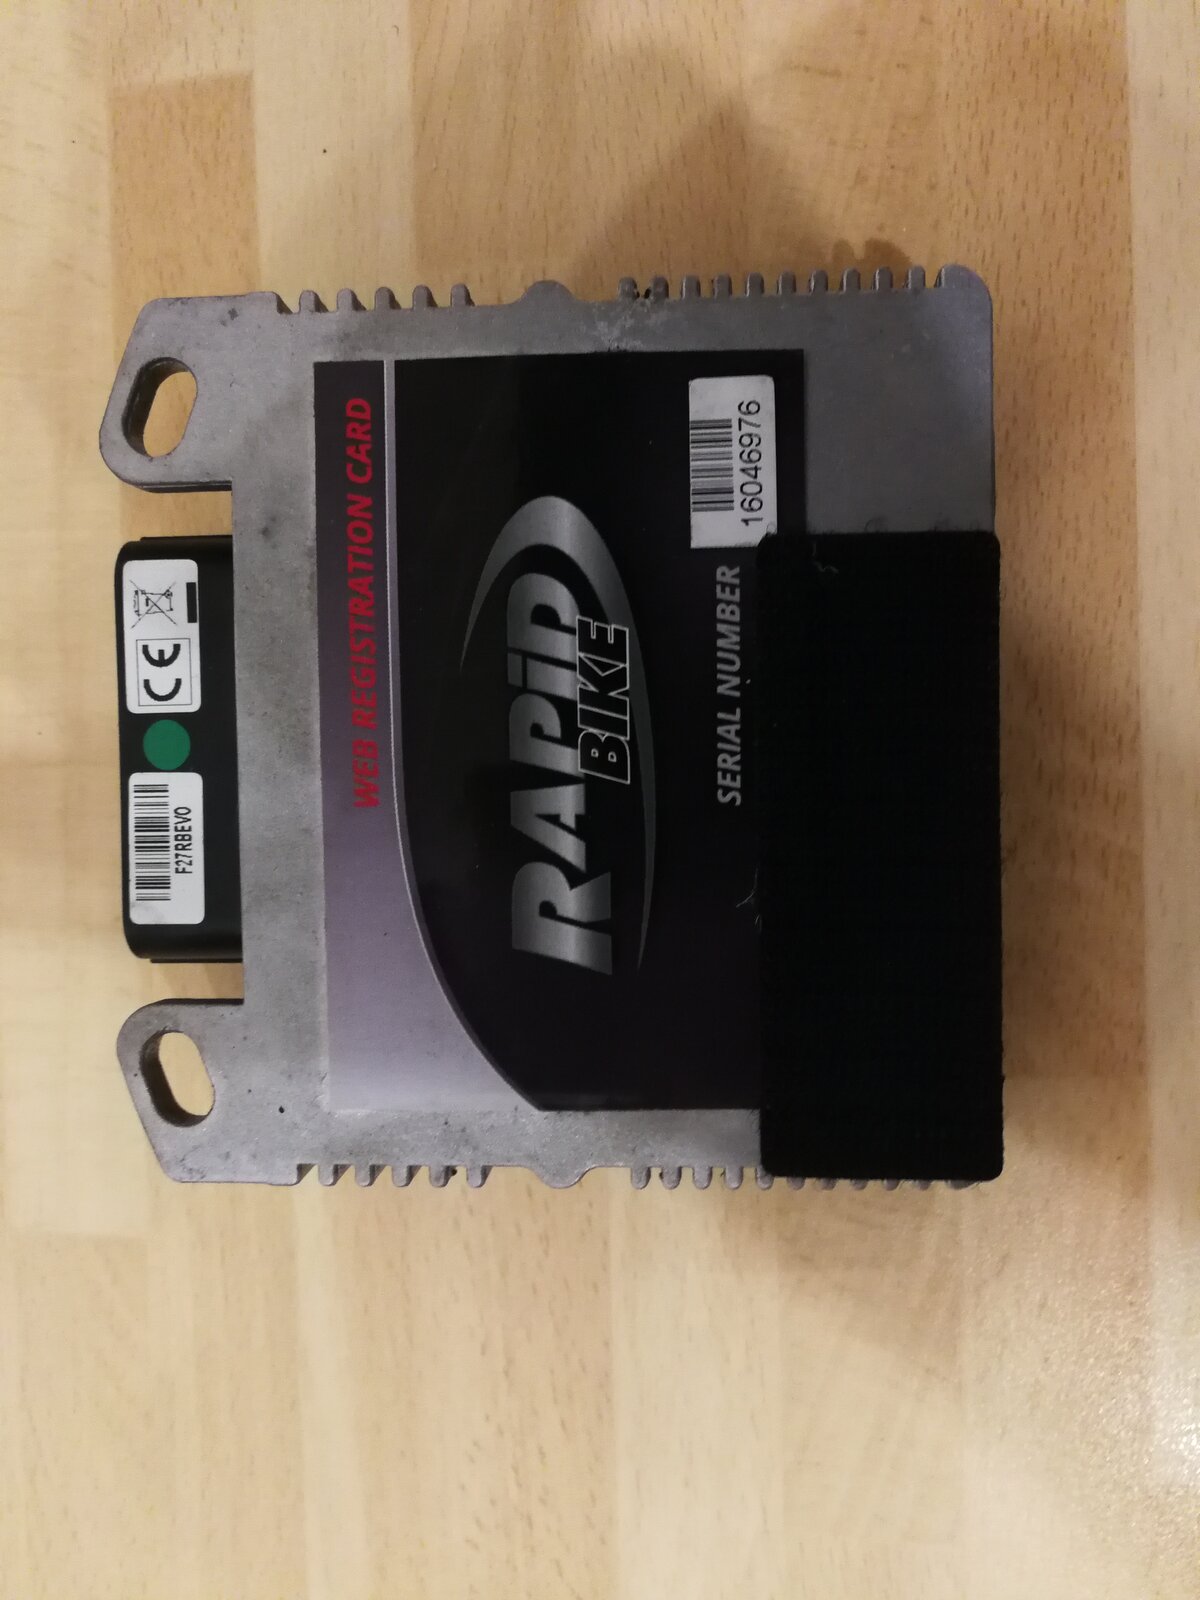 CE
F27RBEVO
WEB REGISTRATION CARD
RAPiD
BIKE
SERIAL NUMBER
16046976